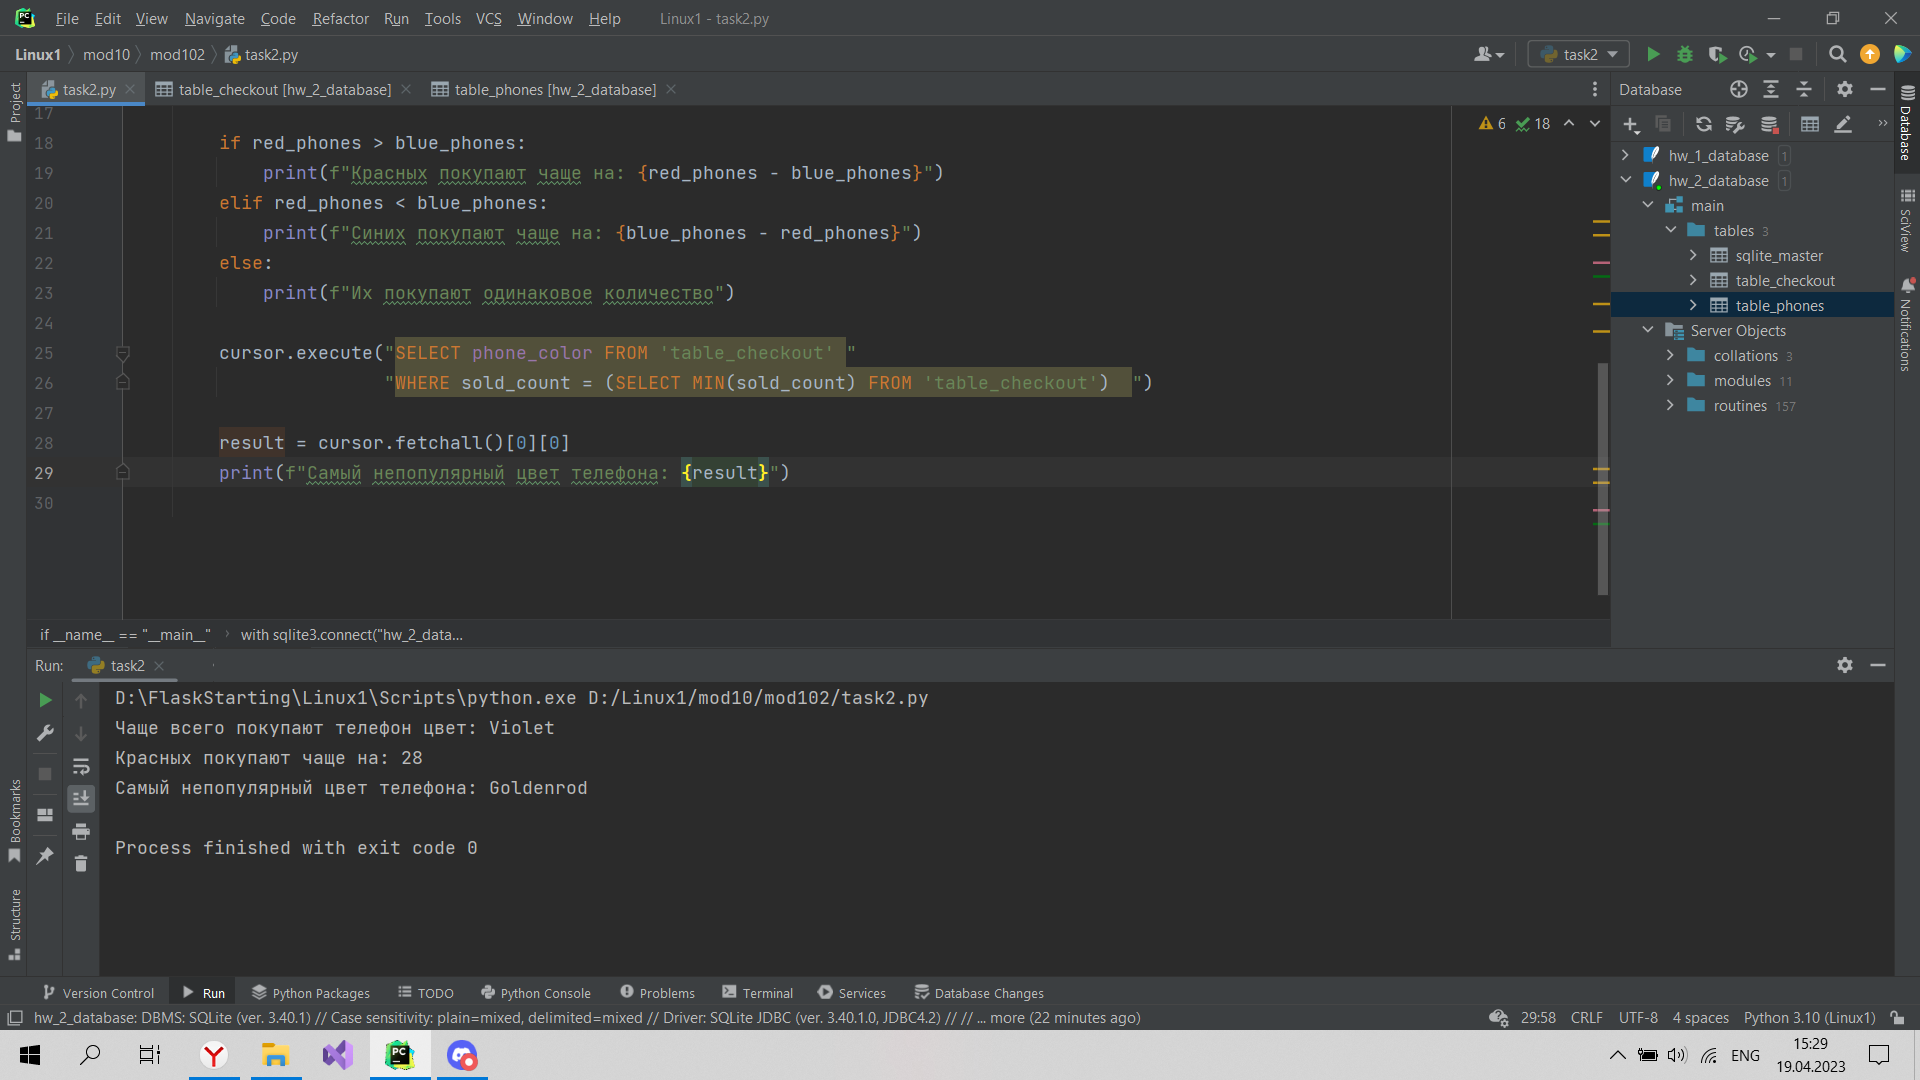 File Edit View Navigate Code Refactor Run Tools VCS Window Help Linux1 - task2.py
Linux1 mod10 mod102 task2.py task2
task2.py table_checkout [hw_2_database] table_phones [hw_2_database] Database
Project
17
6 18
18 if red_phones > blue_phones:
19 print(f"Красных покупают чаще на: {red_phones - blue_phones}")
20 elif red_phones < blue_phones:
21 print(f"Синих покупают чаще на: {blue_phones - red_phones}")
22 else:
23 print(f"Их покупают одинаковое количество")
24
25 cursor.execute("SELECT phone_color FROM 'table_checkout' "
26 "WHERE sold_count = (SELECT MIN(sold_count) FROM 'table_checkout') ")
27
28 result = cursor.fetchall()[0][0]
29 print(f"Самый непопулярный цвет телефона: {result}")
30
hw_1_database 1
hw_2_database 1
main
tables 3
sqlite_master
table_checkout
table_phones
Server Objects
collations 3
modules 11
routines 157
Database
SciView
Notifications
if __name__ == "__main__" with sqlite3.connect("hw_2_data...
Run: task2
D:\FlaskStarting\Linux1\Scripts\python.exe D:/Linux1/mod10/mod102/task2.py
Чаще всего покупают телефон цвет: Violet
Красных покупают чаще на: 28
Самый непопулярный цвет телефона: Goldenrod
Process finished with exit code 0
Bookmarks
Structure
Version Control Run Python Packages TODO Python Console Problems Terminal Services Database Changes
hw_2_database: DBMS: SQLite (ver. 3.40.1) // Case sensitivity: plain=mixed, delimited=mixed // Driver: SQLite JDBC (ver. 3.40.1.0, JDBC4.2) // // ... more (22 minutes ago) 29:58 CRLF UTF-8 4 spaces Python 3.10 (Linux1)
ENG
15:29
19.04.2023